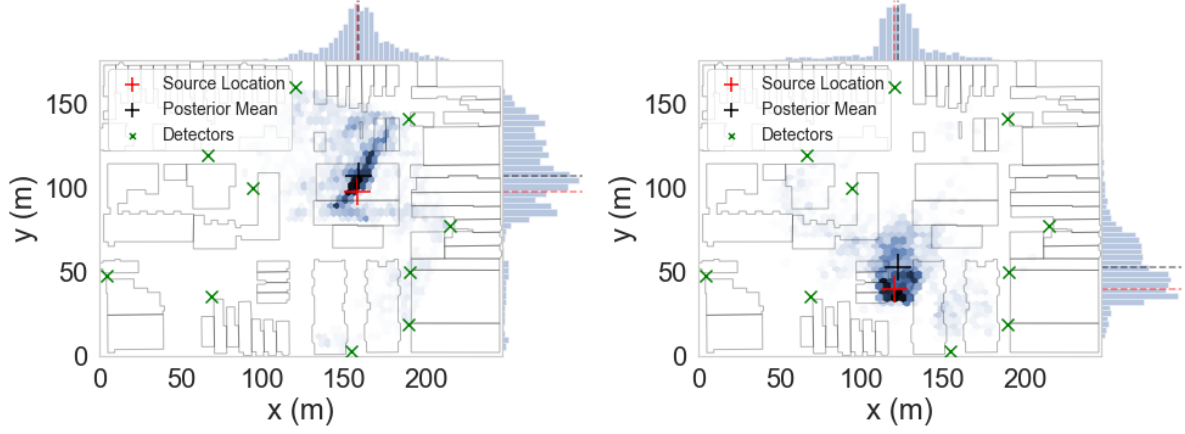 Source Location
Posterior Mean
Detectors
150
100
50
0
y (m)
0 50 100 150 200
x (m)
Source Location
Posterior Mean
Detectors
150
100
50
0
y (m)
0 50 100 150 200
x (m)